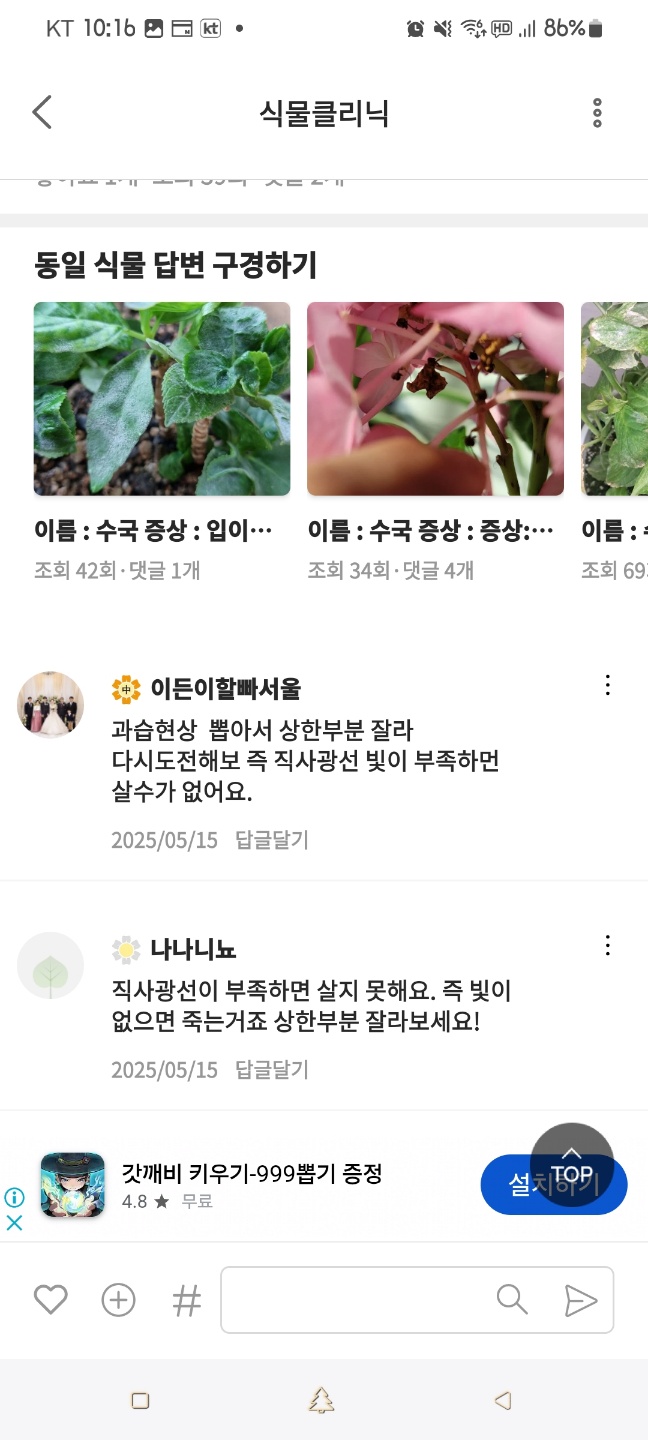 KT 10:16 kt HD 86%
식물클리닉
동일 식물 답변 구경하기
이름 : 수국 증상 : 입이··· 이름 : 수국 증상 : 증상:··· 이름 :
조회 42회·댓글 1개 조회 34회·댓글 4개 조회 69
中 이든이할빠서울
과습현상 뽑아서 상한부분 잘라
다시도전해보 즉 직사광선 빛이 부족하먼
살수가 없어요.
2025/05/15 답글달기
나나니뇨
직사광선이 부족하면 살지 못해요. 즉 빛이
없으면 죽는거죠 상한부분 잘라보세요!
2025/05/15 답글달기
갓깨비 키우기-999뽑기 증정
4.8 ★ 무료
설치하기
TOP